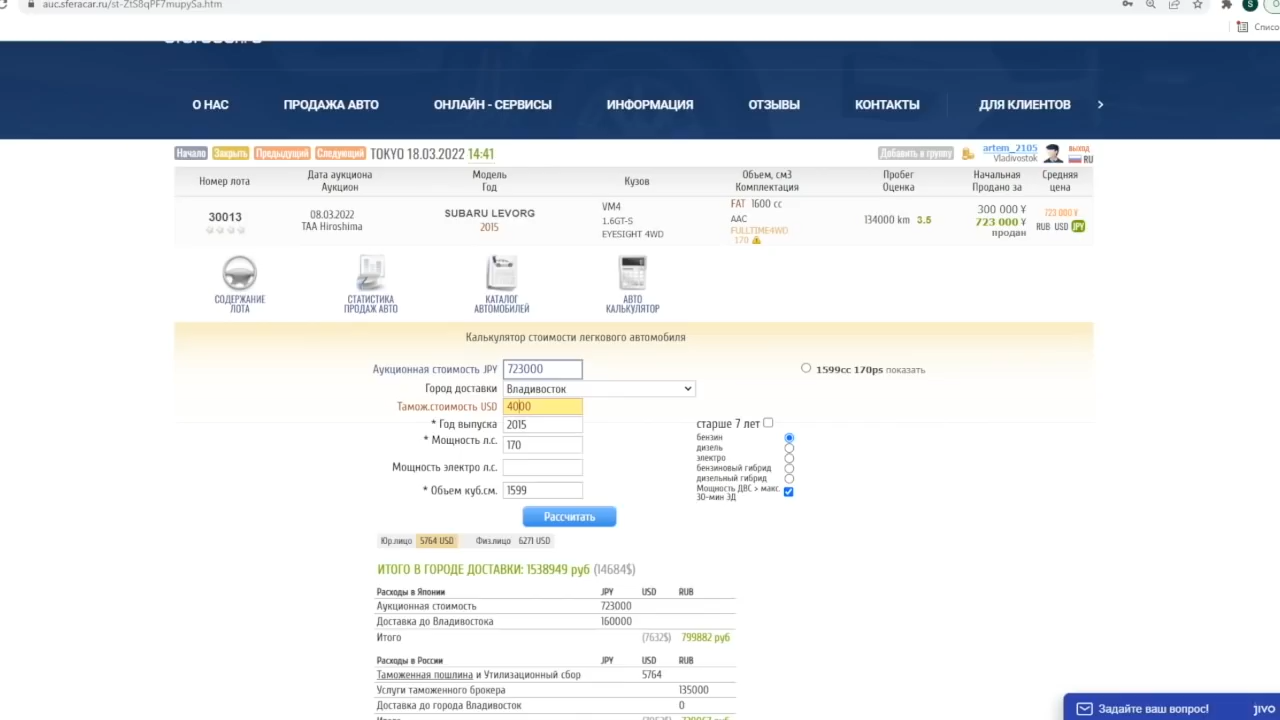 auc.sferacar.ru/st-ZtS8qPF7mupySa.htm
Списо
О НАС
ПРОДАЖА АВТО
ОНЛАЙН - СЕРВИСЫ
ИНФОРМАЦИЯ
ОТЗЫВЫ
КОНТАКТЫ
ДЛЯ КЛИЕНТОВ
Начало Закрыть Предыдущий Следующий TOKYO 18.03.2022 14:41
Добавить в группу artem_2105 выход
Vladivostok RU
Номер лота
Дата аукциона
Аукцион
Модель
Год
Кузов
Объем, см3
Комплектация
Пробег
Оценка
Начальная
Продано за
Средняя
цена
30013
08.03.2022
TAA Hiroshima
SUBARU LEVORG
2015
VM4
1.6GT-S
EYESIGHT 4WD
FAT 1600 cc
AAC
FULLTIME4WD
170
134000 km 3.5
300 000 ¥
723 000 ¥
продан
723 000 ¥
RUB USD JPY
СОДЕРЖАНИЕ
ЛОТА
СТАТИСТИКА
ПРОДАЖ АВТО
КАТАЛОГ
АВТОМОБИЛЕЙ
АВТО
КАЛЬКУЛЯТОР
Калькулятор стоимости легкового автомобиля
Аукционная стоимость JPY 723000
1599cc 170ps показать
Город доставки Владивосток
Тамож.стоимость USD 4000
* Год выпуска 2015
старше 7 лет
* Мощность л.с. 170
бензин
дизель
электро
Мощность электро л.с.
бензиновый гибрид
дизельный гибрид
Мощность ДВС > макс.
30-мин ЭД
* Объем куб.см. 1599
Рассчитать
Юр.лицо 5764 USD Физ.лицо 6271 USD
ИТОГО В ГОРОДЕ ДОСТАВКИ: 1538949 руб (14684$)
Расходы в Японии JPY USD RUB
Аукционная стоимость 723000
Доставка до Владивостока 160000
Итого (7632$) 799882 руб
Расходы в России JPY USD RUB
Таможенная пошлина и Утилизационный сбор 5764
Услуги таможенного брокера 135000
Доставка до города Владивосток 0
Задайте ваш вопрос! jivo